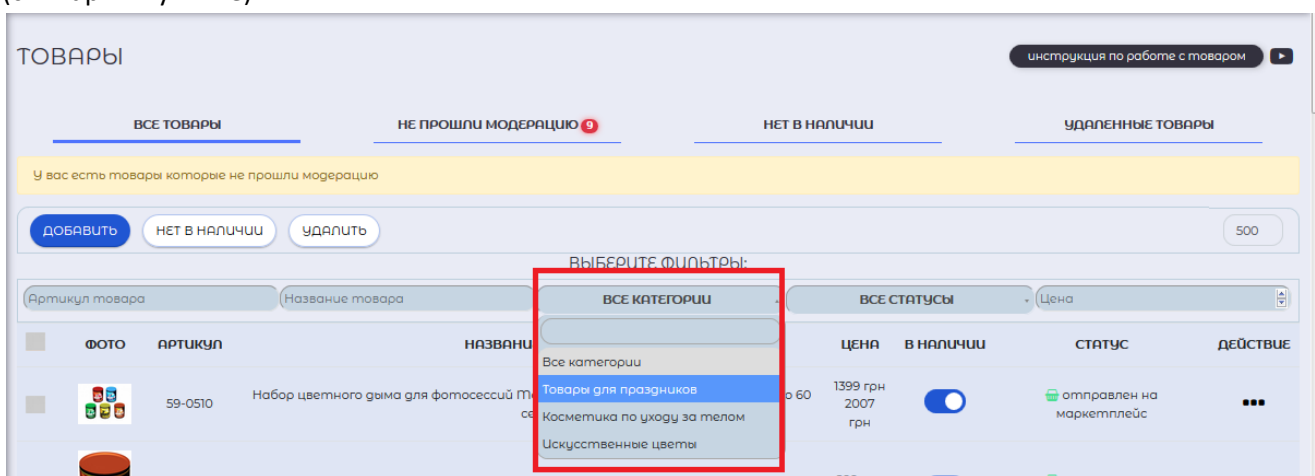 ТОВАРЫ
инструкция по работе с товаром
ВСЕ ТОВАРЫ
НЕ ПРОШЛИ МОДЕРАЦИЮ 9
НЕТ В НАЛИЧИИ
УДАЛЕННЫЕ ТОВАРЫ
У вас есть товары которые не прошли модерацию
ДОБАВИТЬ
НЕТ В НАЛИЧИИ
УДАЛИТЬ
500
ВЫБЕРИТЕ ФИЛЬТРЫ:
Артикул товара
Название товара
ВСЕ КАТЕГОРИИ
ВСЕ СТАТУСЫ
Цена
Все категории
Товары для праздников
Косметика по уходу за телом
Искусственные цветы
ФОТО
АРТИКУЛ
ЦЕНА
В НАЛИЧИИ
СТАТУС
ДЕЙСТВИЕ
59-0510
Набор цветного дыма для фотосессий
60
1399 грн
2007
грн
отправлен на
маркетплейс